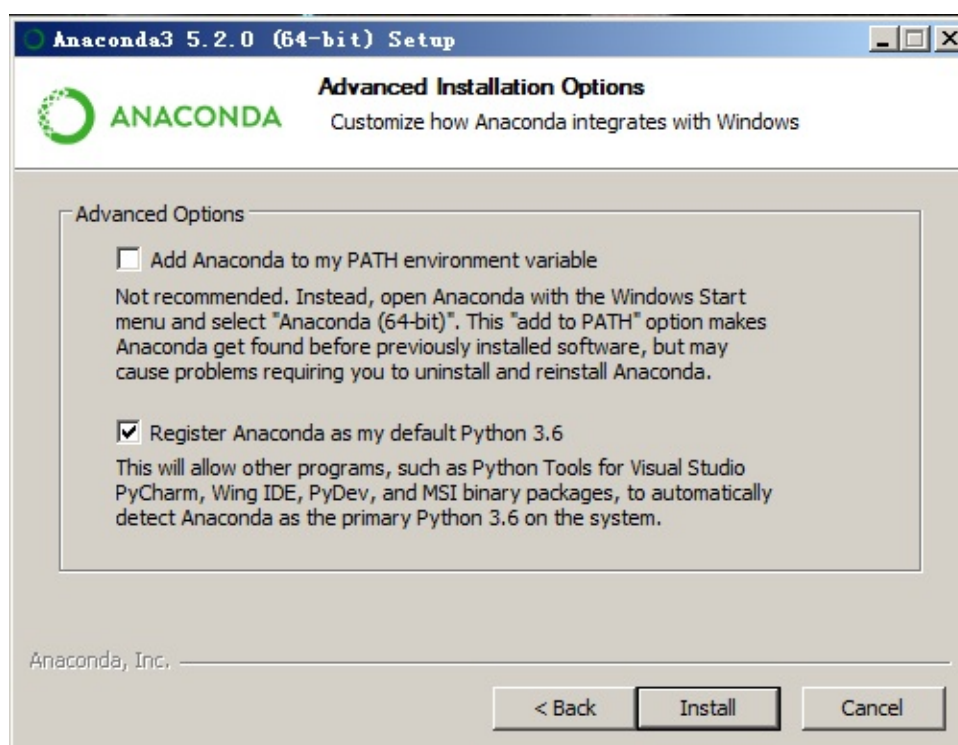 Anaconda3 5.2.0 (64-bit) Setup
ANACONDA
Advanced Installation Options
Customize how Anaconda integrates with Windows
Advanced Options
Add Anaconda to my PATH environment variable
Not recommended. Instead, open Anaconda with the Windows Start
menu and select "Anaconda (64-bit)". This "add to PATH" option makes
Anaconda get found before previously installed software, but may
cause problems requiring you to uninstall and reinstall Anaconda.
Register Anaconda as my default Python 3.6
This will allow other programs, such as Python Tools for Visual Studio
PyCharm, Wing IDE, PyDev, and MSI binary packages, to automatically
detect Anaconda as the primary Python 3.6 on the system.
Anaconda, Inc.
< Back
Install
Cancel